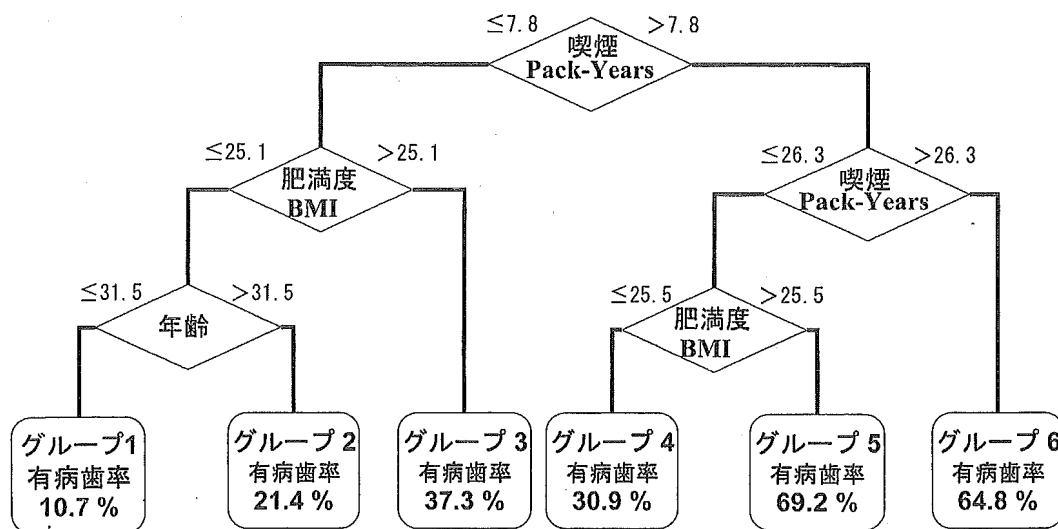 ≦7.8
>7.8
喫煙
Pack-Years
≦25.1
>25.1
肥満度
BMI
≦26.3
>26.3
喫煙
Pack-Years
≦31.5
>31.5
年齢
≦25.5
>25.5
肥満度
BMI
グループ1
有病歯率
10.7 %
グループ 2
有病歯率
21.4 %
グループ 3
有病歯率
37.3 %
グループ 4
有病歯率
30.9 %
グループ 5
有病歯率
69.2 %
グループ 6
有病歯率
64.8 %